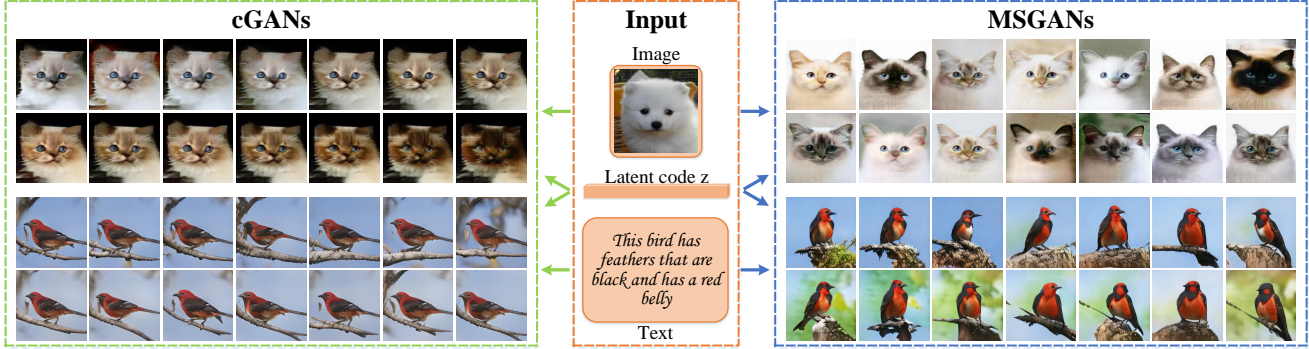 cGANs
Input
MSGANs
Image
Latent code z
This bird has
feathers that are
black and has a red
belly
Text